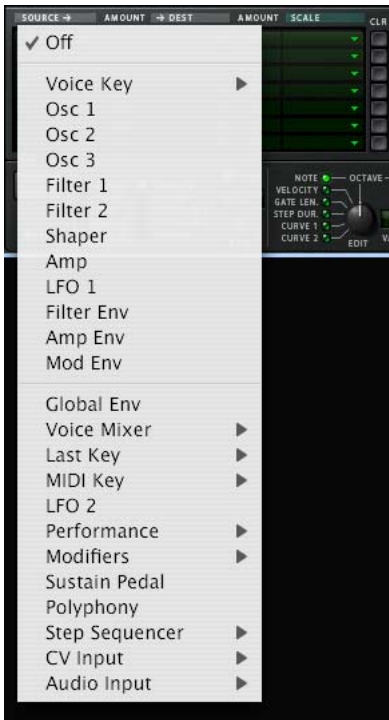 SOURCE → AMOUNT → DEST AMOUNT SCALE CLR
✓ Off
Voice Key
Osc 1
Osc 2
Osc 3
Filter 1
Filter 2
Shaper
Amp
LFO 1
Filter Env
Amp Env
Mod Env
Global Env
Voice Mixer
Last Key
MIDI Key
LFO 2
Performance
Modifiers
Sustain Pedal
Polyphony
Step Sequencer
CV Input
Audio Input
NOTE OCTAVE
VELOCITY
GATE LEN.
STEP DUR.
CURVE 1
CURVE 2
EDIT